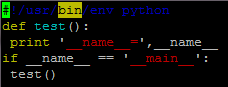 #!/usr/bin/env python
def test():
 print '__name__=',__name__
if __name__ == '__main__':
 test()